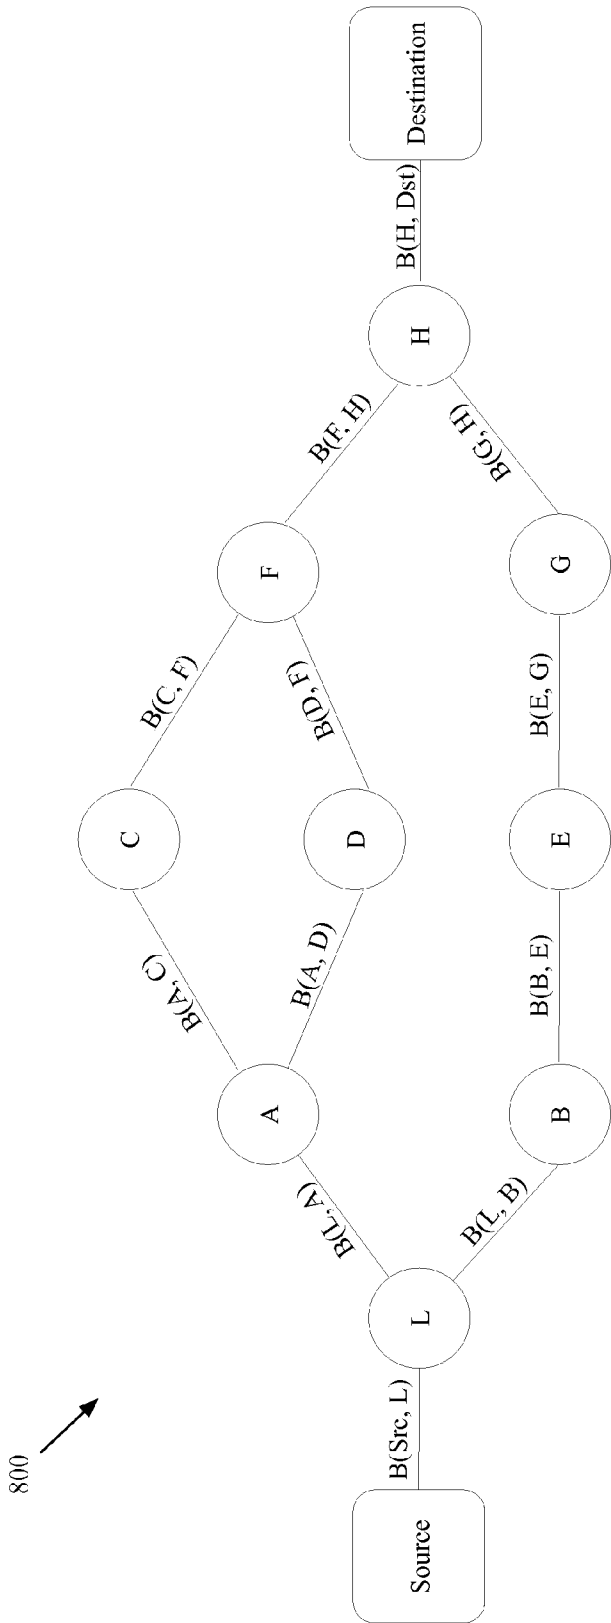 800
Source
B(Src, L)
L
B(L, A)
B(L, B)
A
B
B(A, C)
B(A, D)
B(B, E)
C
D
E
B(C, F)
B(D, F)
B(E, G)
F
G
B(F, H)
B(G, H)
H
B(H, Dst)
Destination